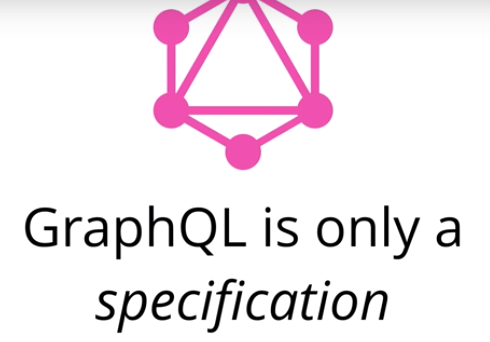 GraphQL is only a
specification